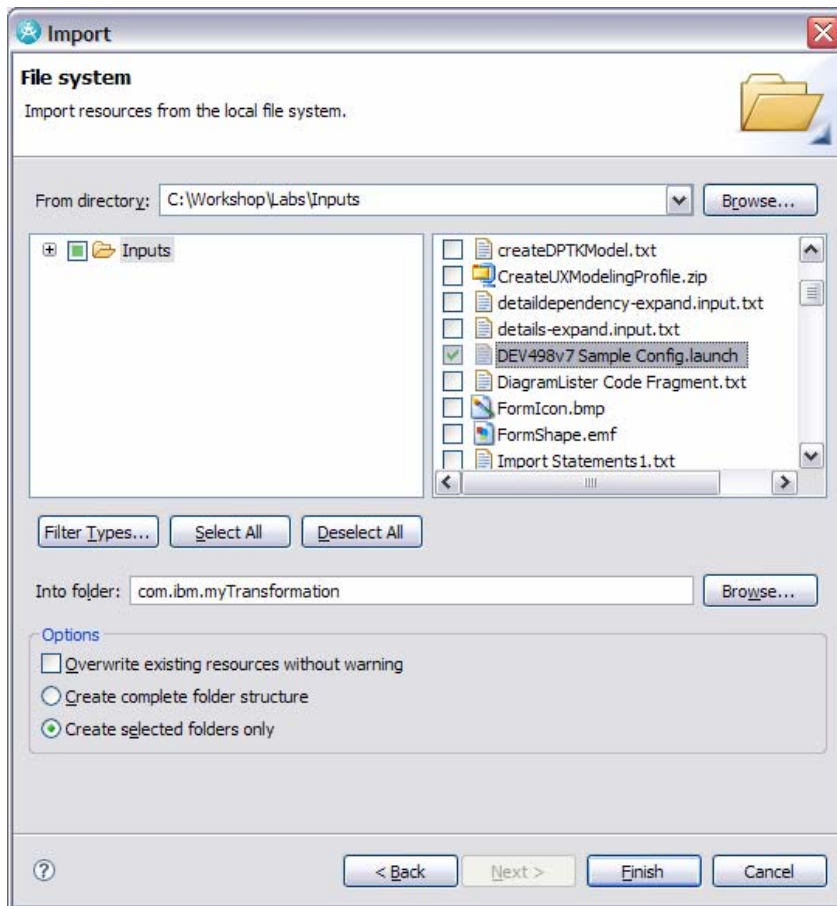 Import
File system
Import resources from the local file system.
From directory: C:\Workshop\Labs\Inputs Browse...
Inputs
createDPTKModel.txt
CreateUXModelingProfile.zip
detaildependency-expand.input.txt
details-expand.input.txt
DEV498v7 Sample Config.launch
DiagramLister Code Fragment.txt
FormIcon.bmp
FormShape.emf
Import Statements1.txt
Filter Types... Select All Deselect All
Into folder: com.ibm.myTransformation Browse...
Options
Overwrite existing resources without warning
Create complete folder structure
Create selected folders only
? < Back Next > Finish Cancel